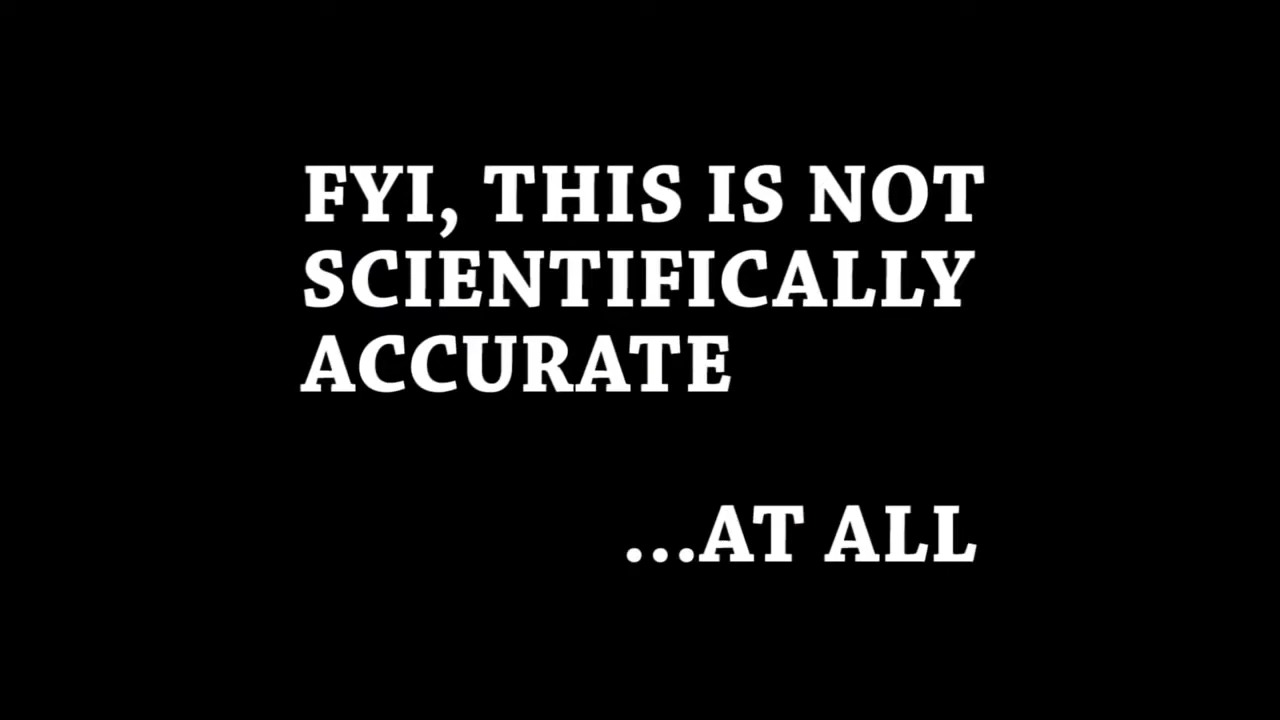 FYI, THIS IS NOT
SCIENTIFICALLY
ACCURATE
...AT ALL